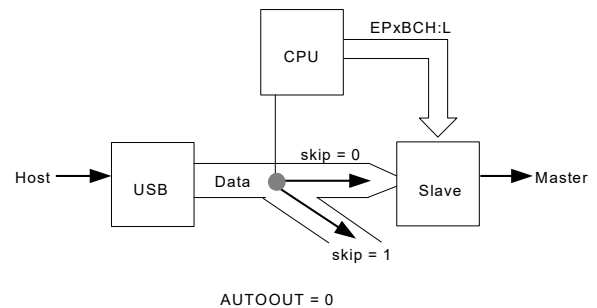 EPxBCH:L
CPU
skip = 0
Host
USB
Data
Slave
Master
skip = 1
AUTOOUT = 0